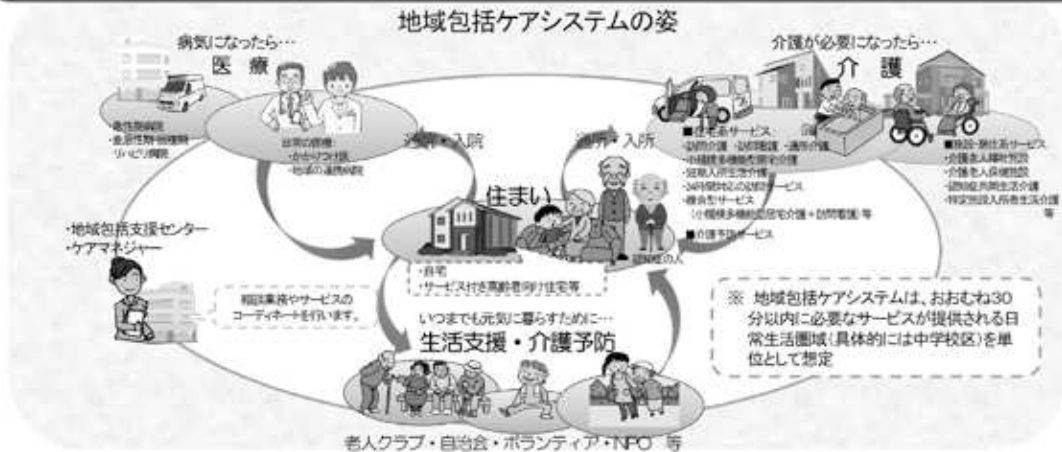 地域包括ケアシステムの姿
病気になったら…
医 療
・急性期病院
・亜急性期・回復期
リハビリ病院
日常の医療:
・かかりつけ医
・地域の連携病院
通院・入院
介護が必要になったら…
介 護
通所・入所
■在宅系サービス:
・訪問介護 ・訪問看護 ・通所介護
・小規模多機能型居宅介護
・短期入所生活介護
・24時間対応の訪問サービス
・複合型サービス
(小規模多機能型居宅介護+訪問看護)等
■介護予防サービス
■施設・居住系サービス
・介護老人福祉施設
・介護老人保健施設
・認知症共同生活介護
・特定施設入所者生活介護
等
住まい
認知症の人
・自宅
・サービス付き高齢者向け住宅等
・地域包括支援センター
・ケアマネジャー
相談業務やサービスの
コーディネートを行います。
いつまでも元気に暮らすために…
生活支援・介護予防
老人クラブ・自治会・ボランティア・NPO 等
※ 地域包括ケアシステムは、おおむね30
分以内に必要なサービスが提供される日
常生活圏域(具体的には中学校区)を単
位として想定